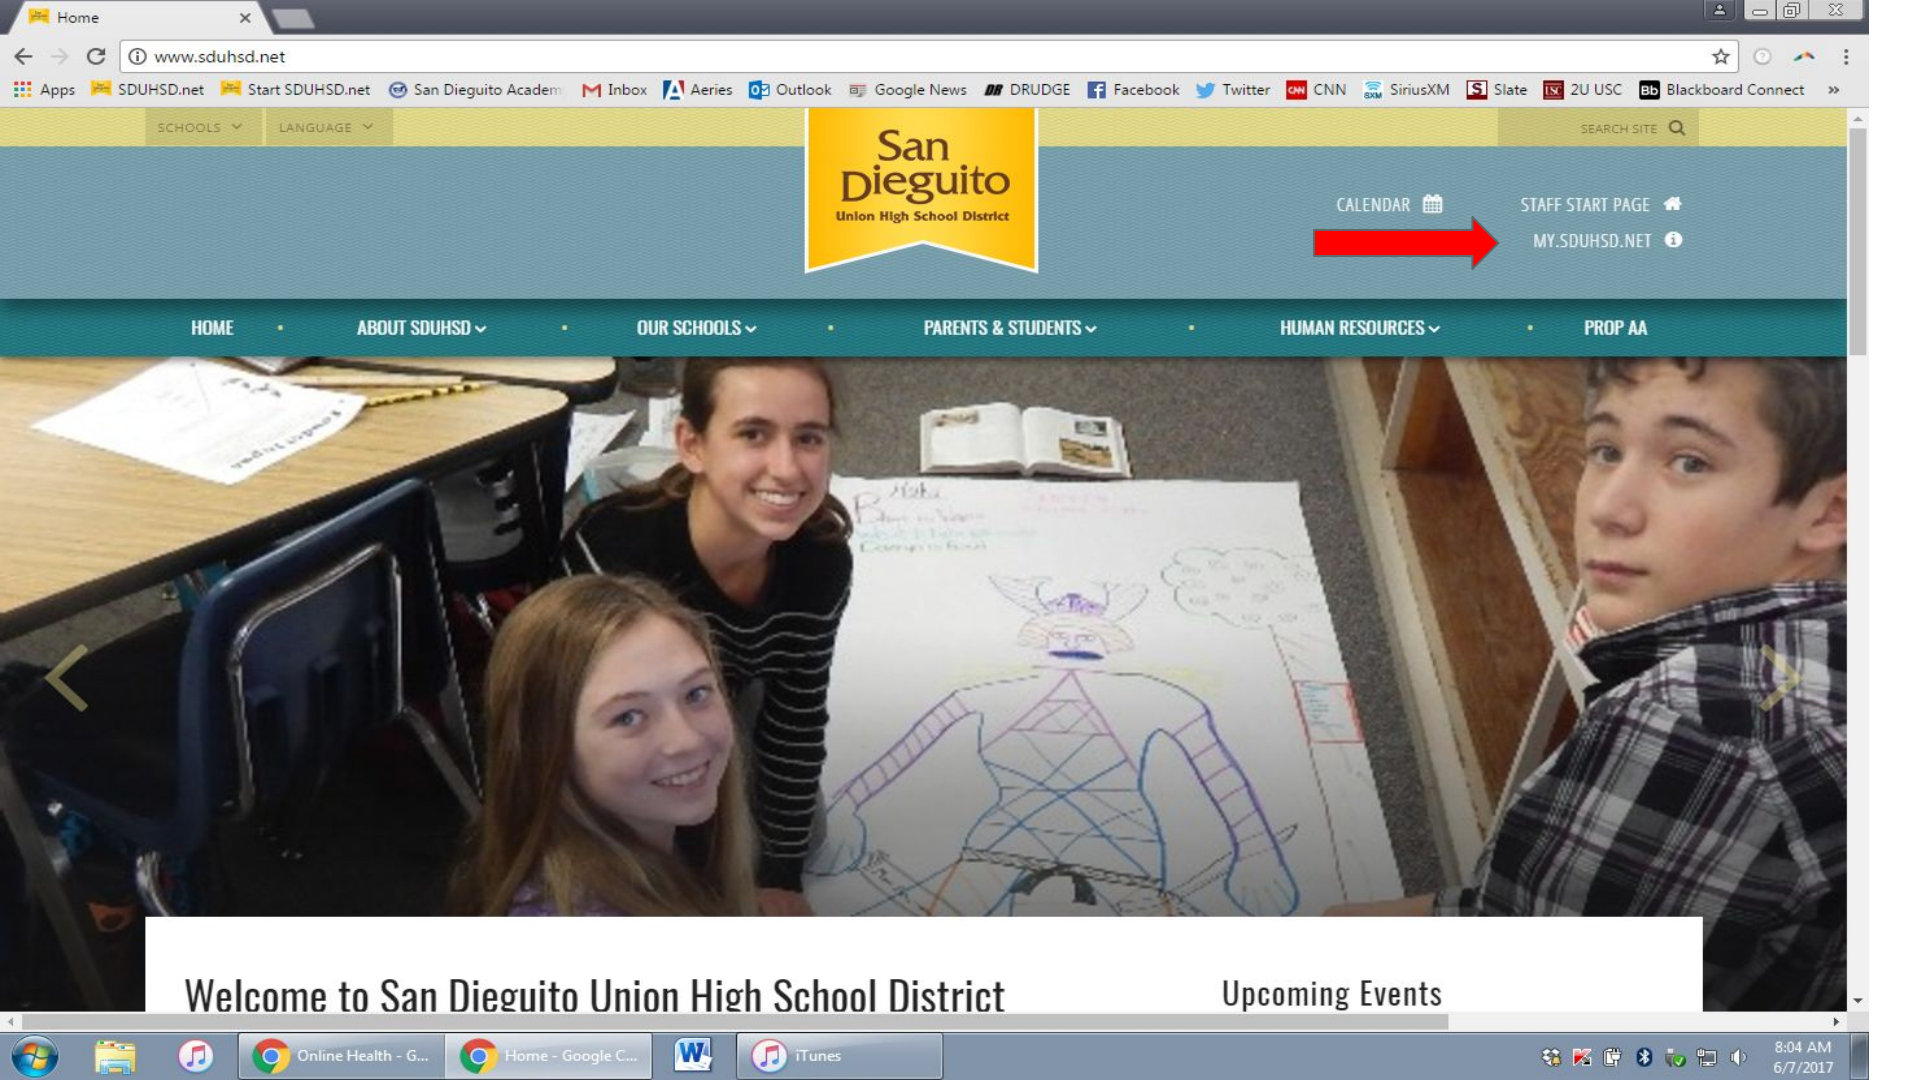 Home
www.sduhsd.net
Apps SDUHSD.net Start SDUHSD.net San Dieguito Academ Inbox Aeries Outlook Google News DRUDGE Facebook Twitter CNN SiriusXM Slate 2U USC Blackboard Connect »
SCHOOLS LANGUAGE SEARCH SITE
San
Dieguito
Union High School District
CALENDAR STAFF START PAGE
MY.SDUHSD.NET
HOME • ABOUT SDUHSD • OUR SCHOOLS • PARENTS & STUDENTS • HUMAN RESOURCES • PROP AA
Welcome to San Dieguito Union High School District
Upcoming Events
Online Health - G... Home - Google C... iTunes
8:04 AM
6/7/2017